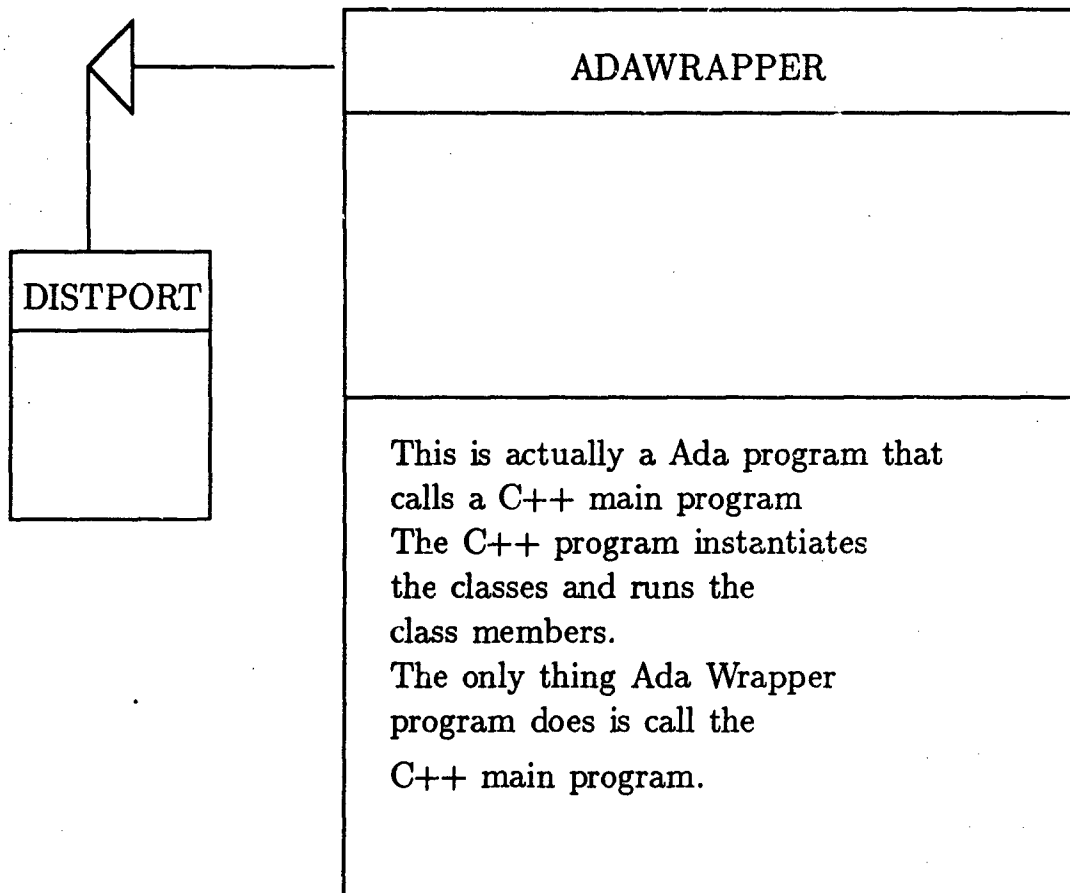 ADAWRAPPER
DISTPORT
This is actually a Ada program that
calls a C++ main program
The C++ program instantiates
the classes and runs the
class members.
The only thing Ada Wrapper
program does is call the
C++ main program.